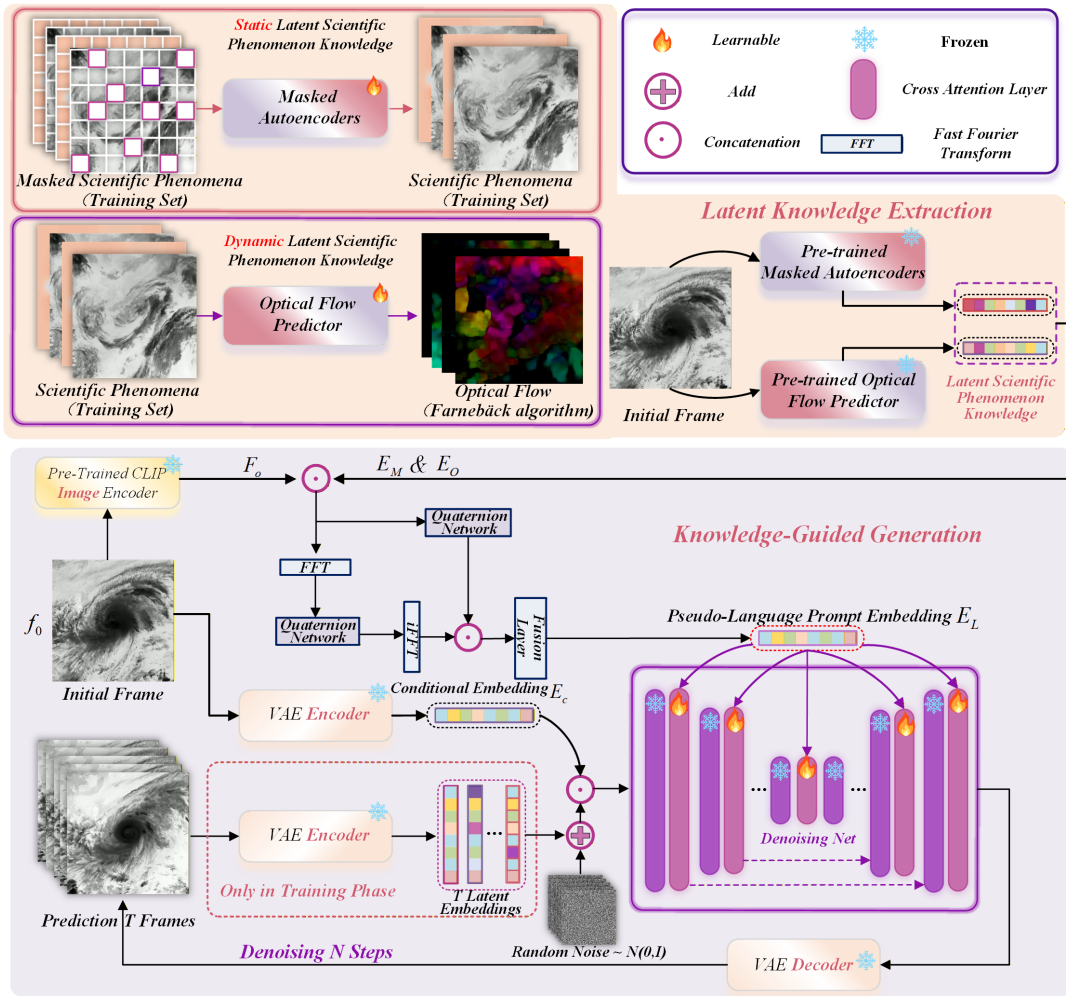 Static Latent Scientific
Phenomenon Knowledge
Masked
Autoencoders
Masked Scientific Phenomena
(Training Set)
Scientific Phenomena
(Training Set)
Learnable
Frozen
Add
Cross Attention Layer
Concatenation
FFT
Fast Fourier
Transform
Dynamic Latent Scientific
Phenomenon Knowledge
Optical Flow
Predictor
Scientific Phenomena
(Training Set)
Optical Flow
(Farnebäck algorithm)
Latent Knowledge Extraction
Pre-trained
Masked Autoencoders
Initial Frame
Pre-trained Optical
Flow Predictor
Latent Scientific
Phenomenon
Knowledge
Pre-Trained CLIP
Image Encoder
F_o
E_M & E_O
Quaternion
Network
Knowledge-Guided Generation
FFT
Quaternion
Network
iFFT
Fusion
Layer
Pseudo-Language Prompt Embedding E_L
f_0
Initial Frame
VAE Encoder
Conditional Embedding E_c
VAE Encoder
Only in Training Phase
T Latent
Embeddings
...
...
...
Denoising Net
Prediction T Frames
Random Noise ~ N(0,I)
Denoising N Steps
VAE Decoder